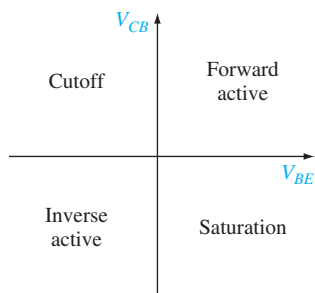 V_CB
Cutoff
Forward
active
V_BE
Inverse
active
Saturation